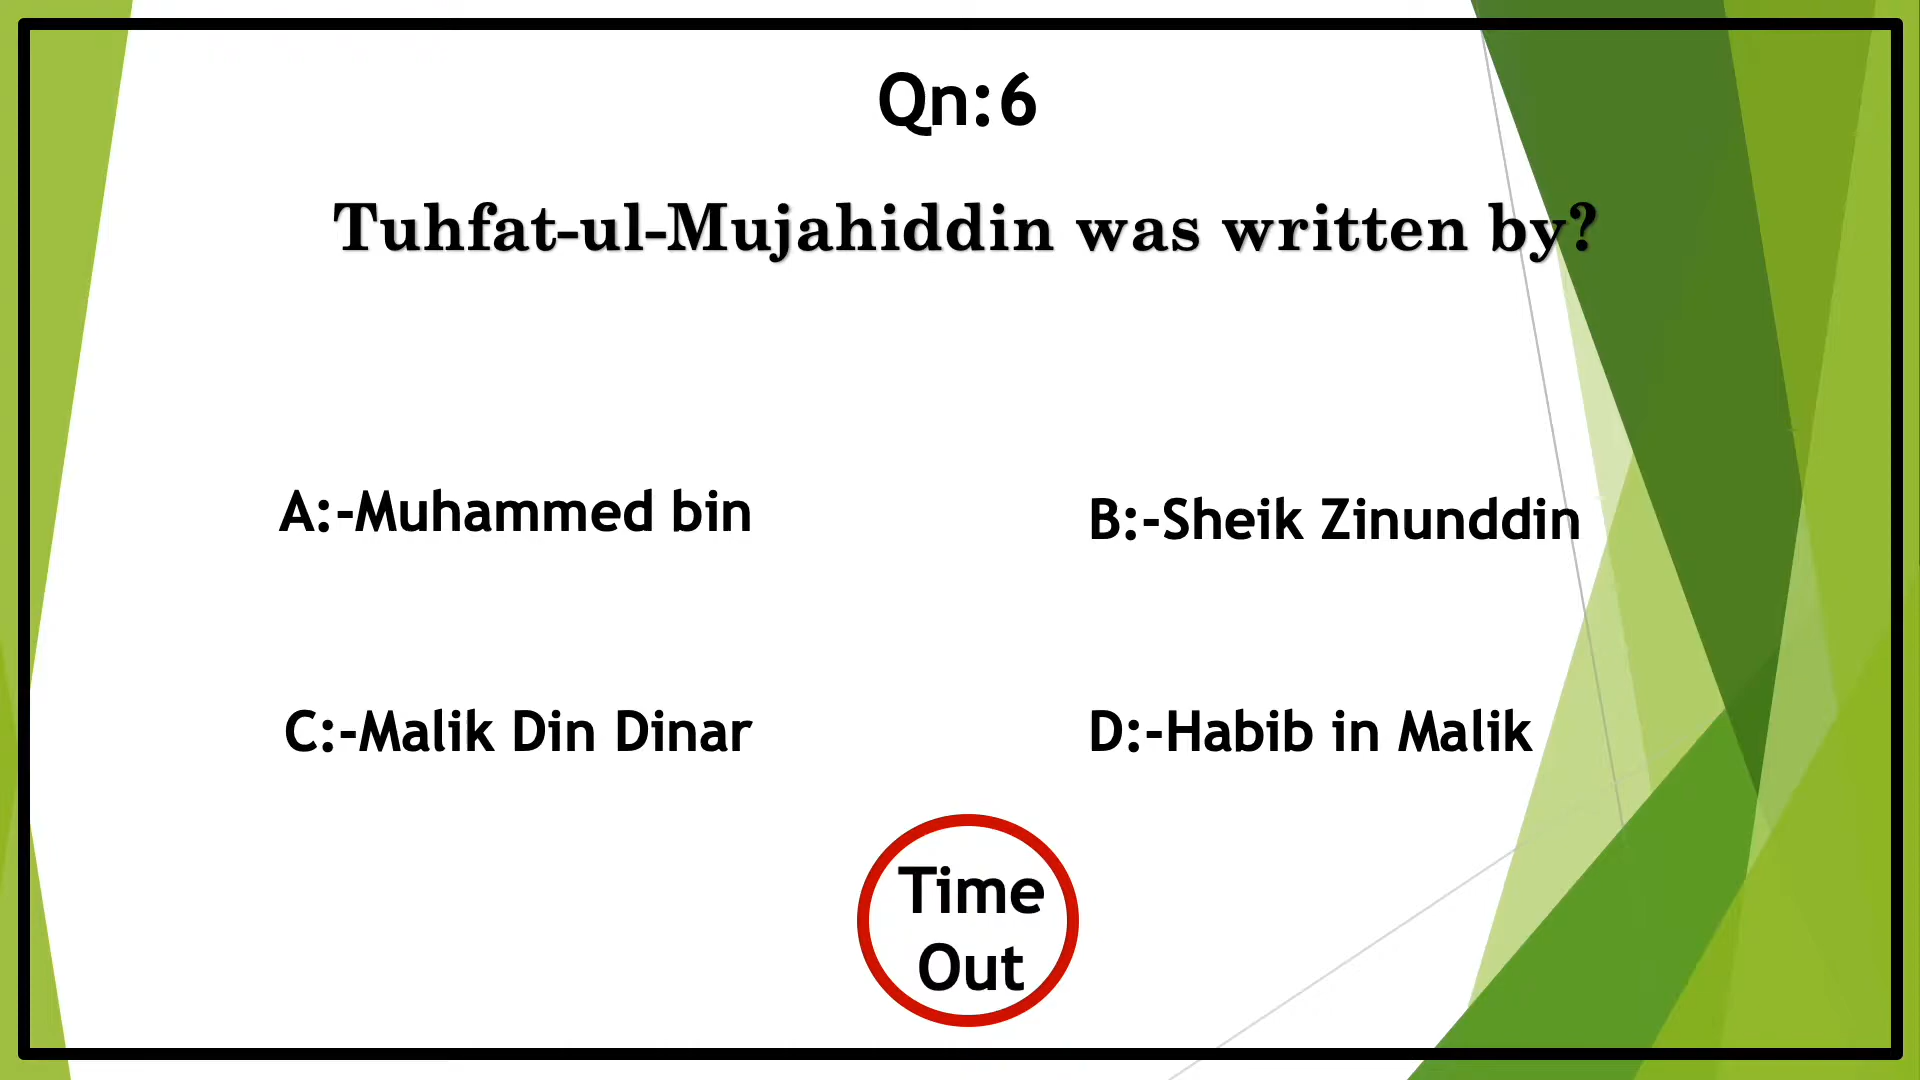 Qn:6
Tuhfat-ul-Mujahiddin was written by?
A:-Muhammed bin
B:-Sheik Zinunddin
C:-Malik Din Dinar
D:-Habib in Malik
Time
Out